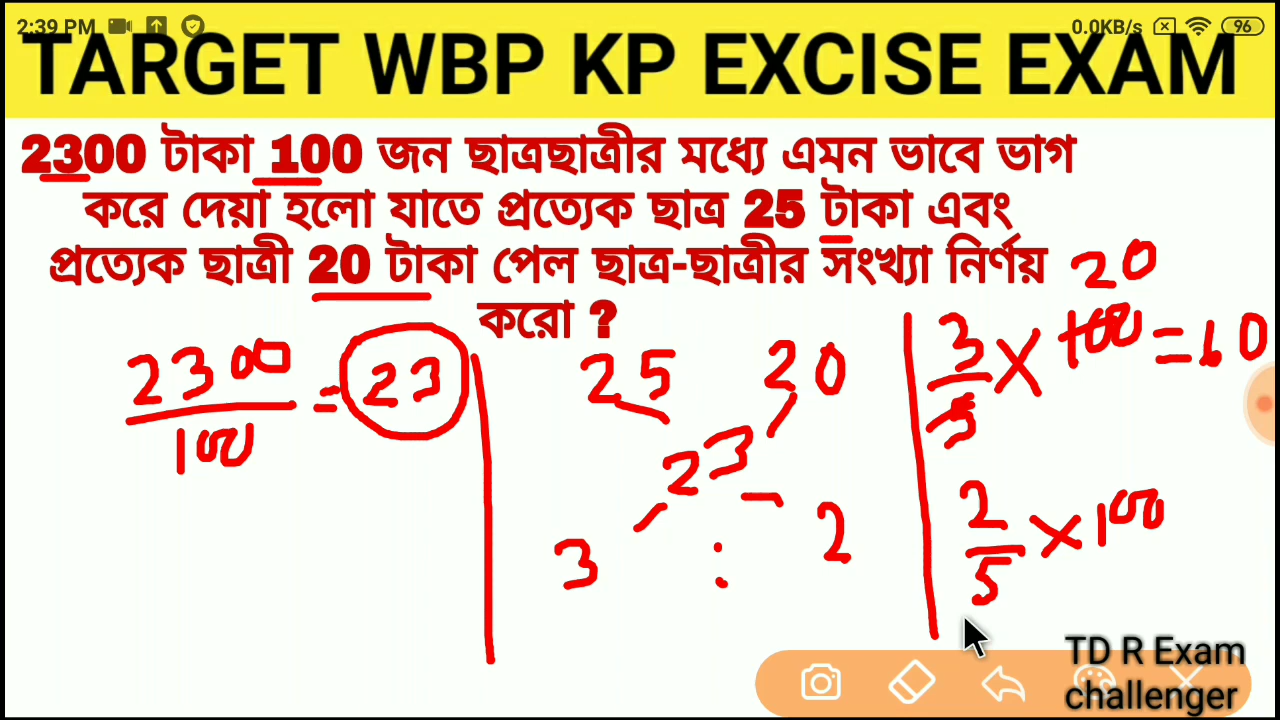 2:39 PM
0.0KB/s
96
TARGET WBP KP EXCISE EXAM
2300 টাকা 100 জন ছাত্রছাত্রীর মধ্যে এমন ভাবে ভাগ
করে দেয়া হলো যাতে প্রত্যেক ছাত্র 25 টাকা এবং
প্রত্যেক ছাত্রী 20 টাকা পেল ছাত্র-ছাত্রীর সংখ্যা নির্ণয়
করো ?
2300
100
= 23
25 20
23
3 : 2
20
3/5 × 100 = 60
2/5 × 100
TD R Exam
challenger